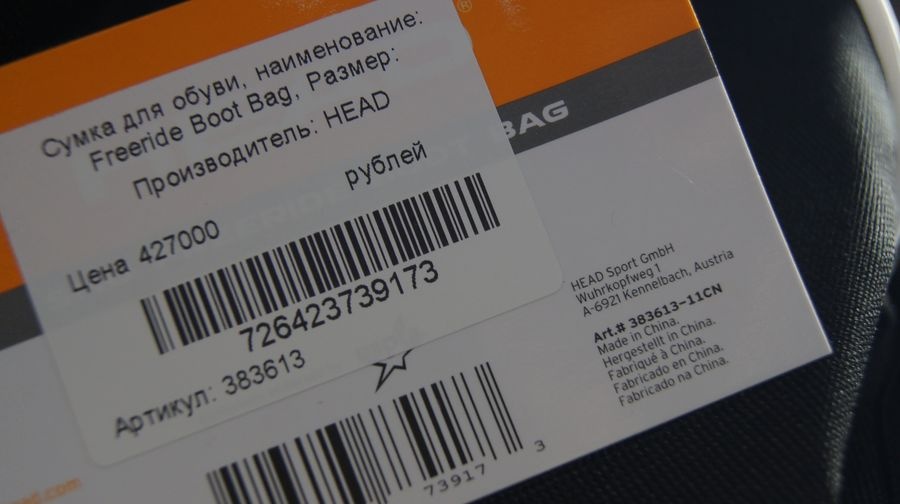 Сумка для обуви, наименование:
Freeride Boot Bag, Размер:
Производитель: HEAD
рублей
Цена 427000
726423739173
Артикул: 383613
®
BAG
HEAD Sport GmbH
Wuhrkopfweg 1
A-6921 Kennelbach, Austria
Art.# 383613-11CN
Made in China.
Hergestellt in China.
Fabriqué à China.
Fabricado en China.
Fabricado na China.
73917 3